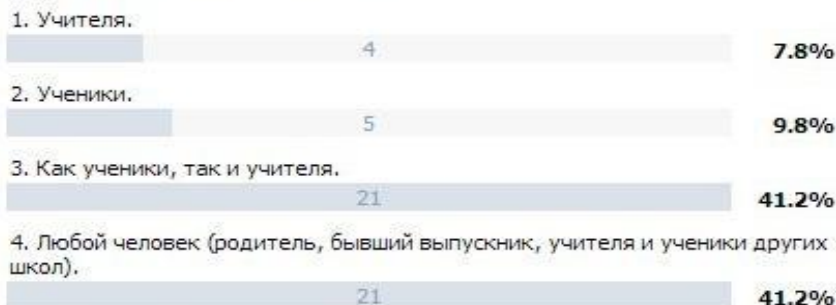 1. Учителя.
4
7.8%
2. Ученики.
5
9.8%
3. Как ученики, так и учителя.
21
41.2%
4. Любой человек (родитель, бывший выпускник, учителя и ученики других
школ).
21
41.2%